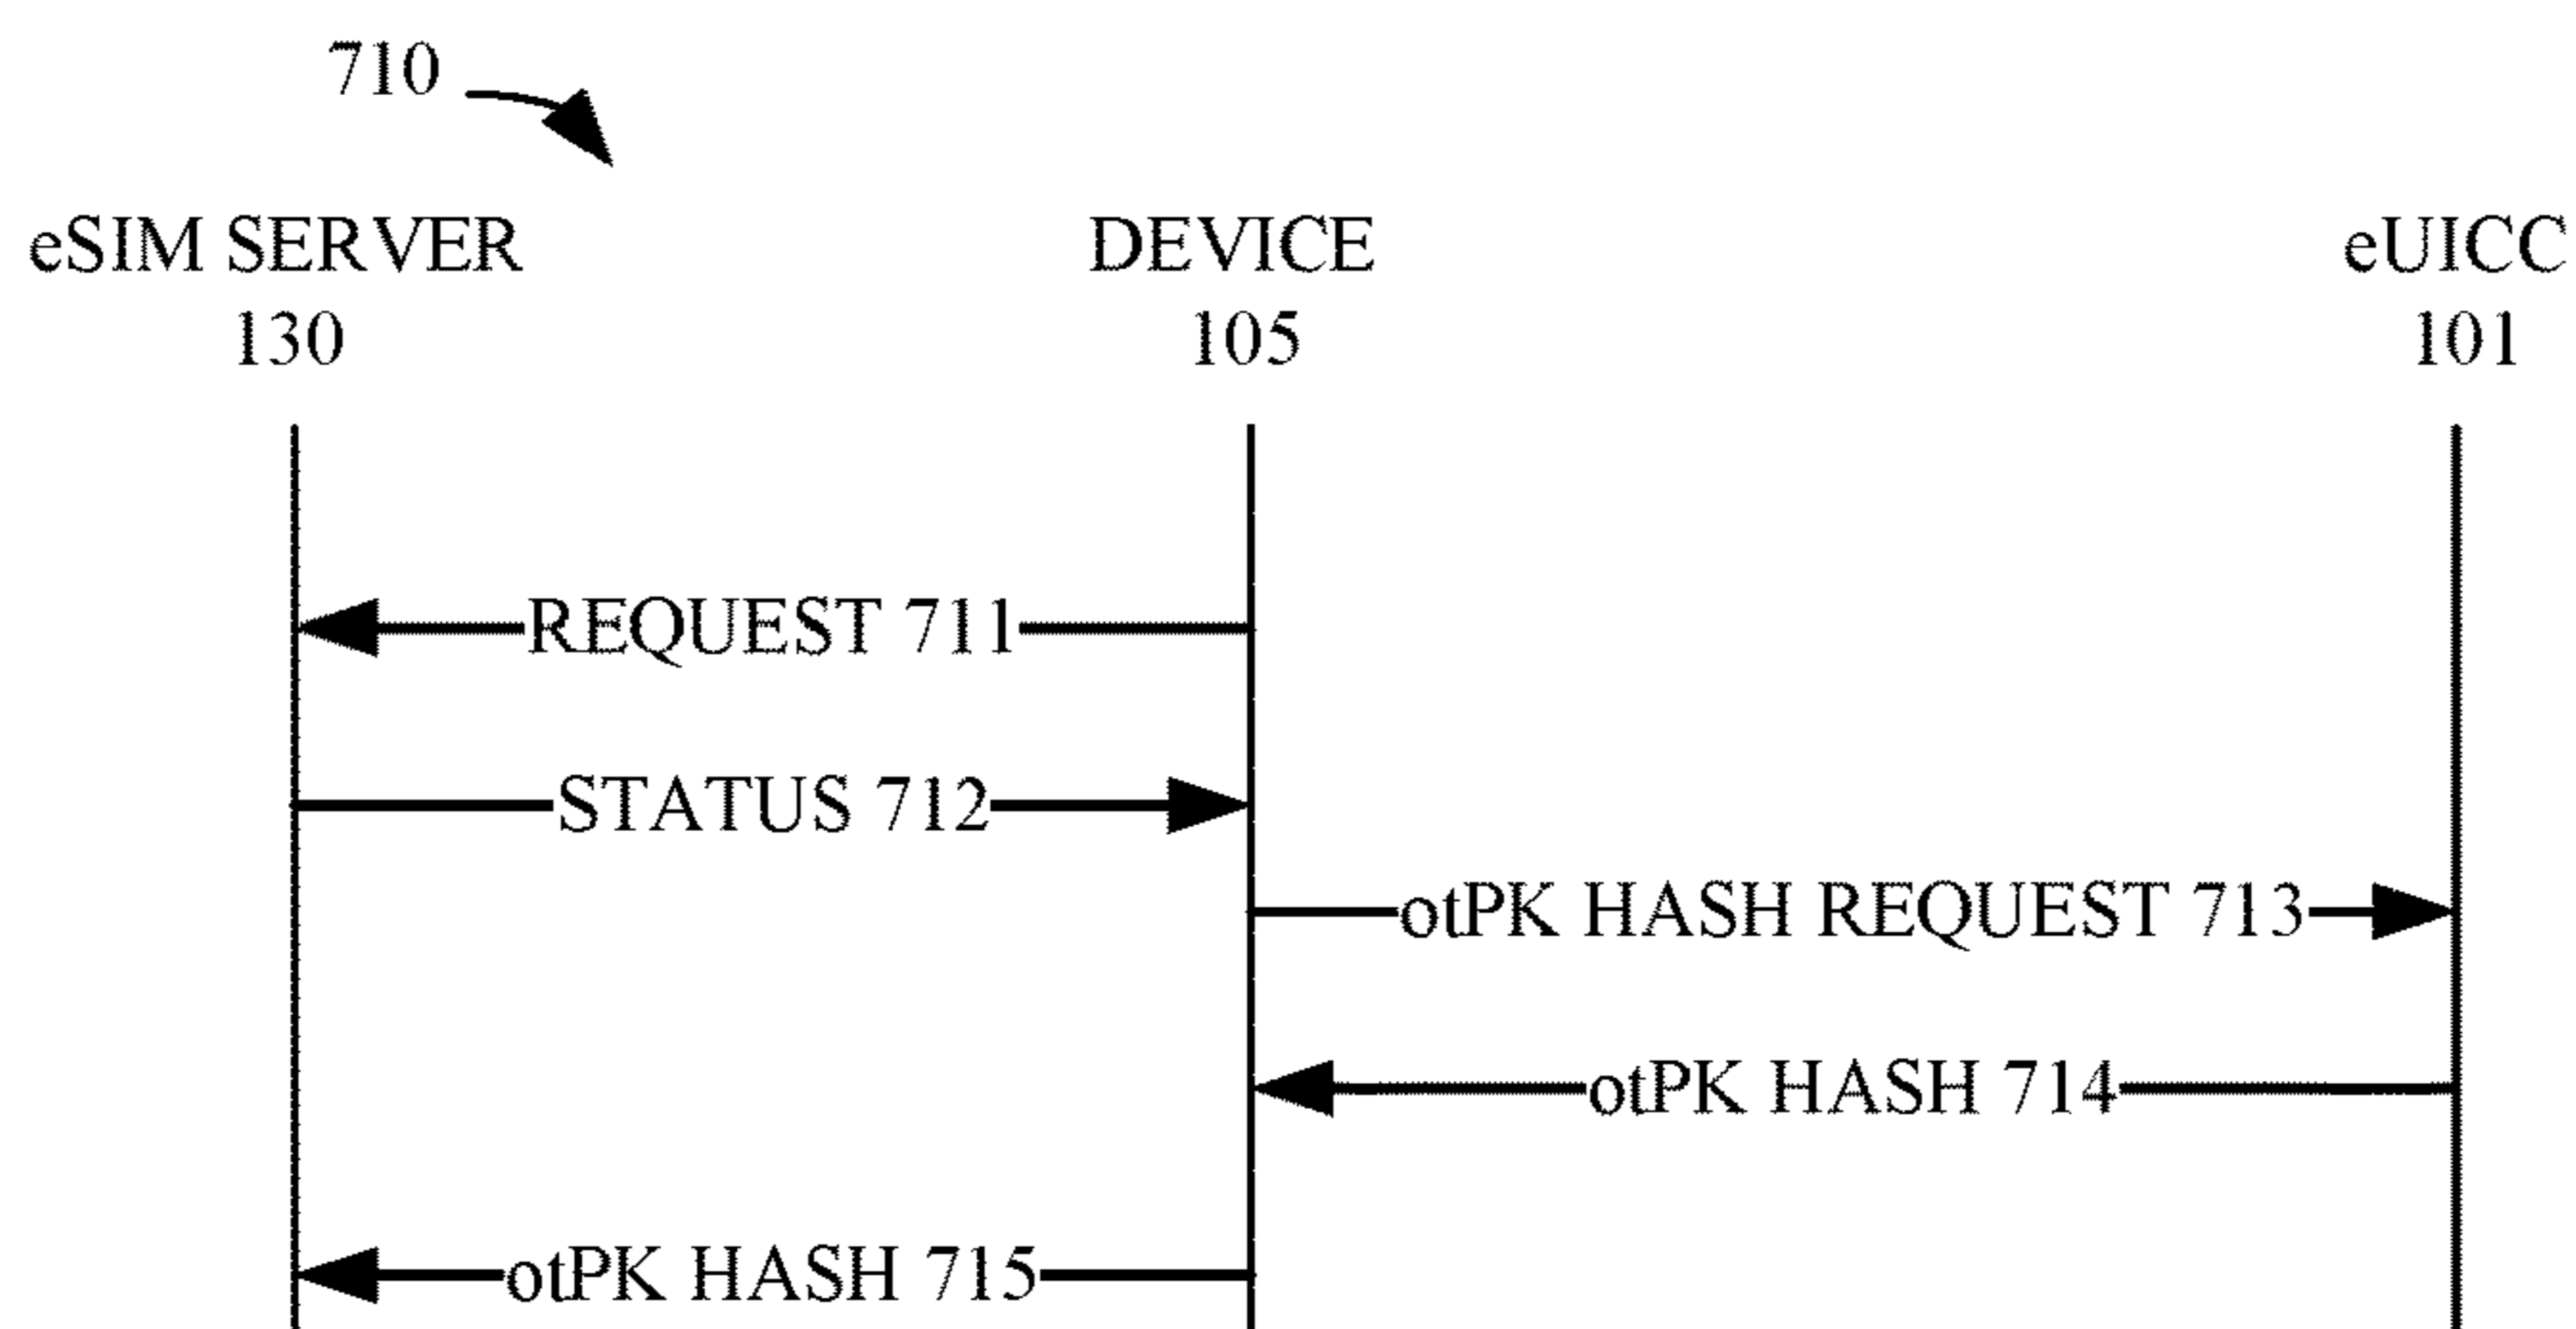 710
eSIM SERVER
130
DEVICE
105
eUICC
101
REQUEST 711
STATUS 712
otPK HASH REQUEST 713
otPK HASH 714
otPK HASH 715